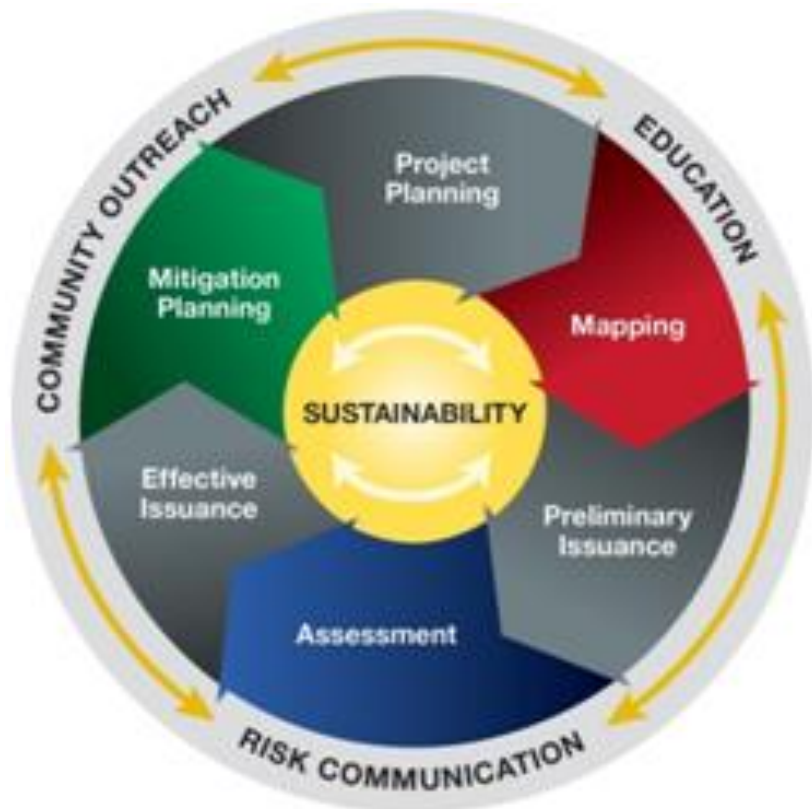 COMMUNITY OUTREACH
EDUCATION
Project
Planning
Mapping
Mitigation
Planning
SUSTAINABILITY
Effective
Issuance
Preliminary
Issuance
Assessment
RISK COMMUNICATION